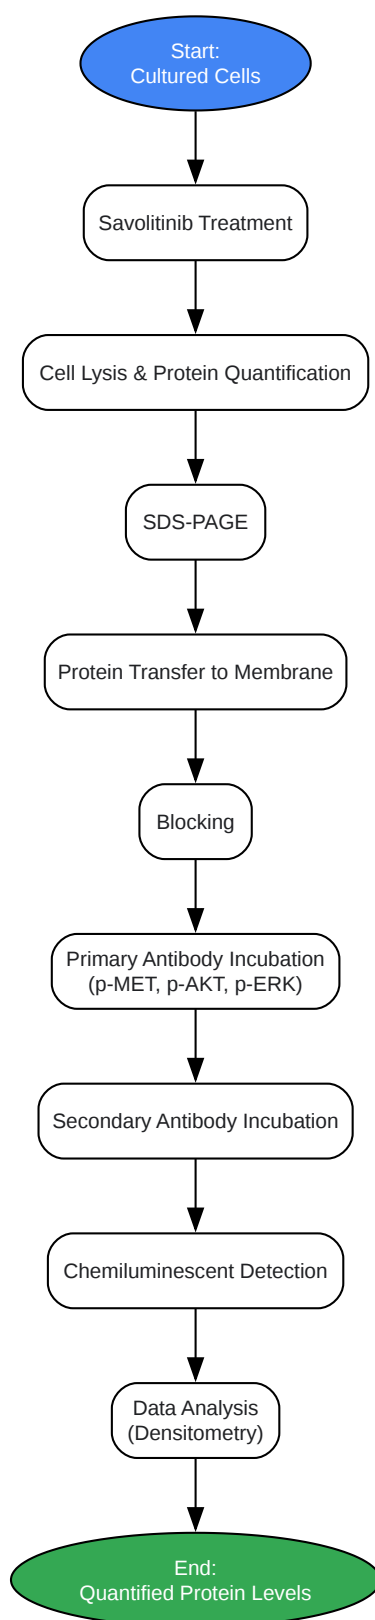 Start:
Cultured Cells
Savolitinib Treatment
Cell Lysis & Protein Quantification
SDS-PAGE
Protein Transfer to Membrane
Blocking
Primary Antibody Incubation
(p-MET, p-AKT, p-ERK)
Secondary Antibody Incubation
Chemiluminescent Detection
Data Analysis
(Densitometry)
End:
Quantified Protein Levels